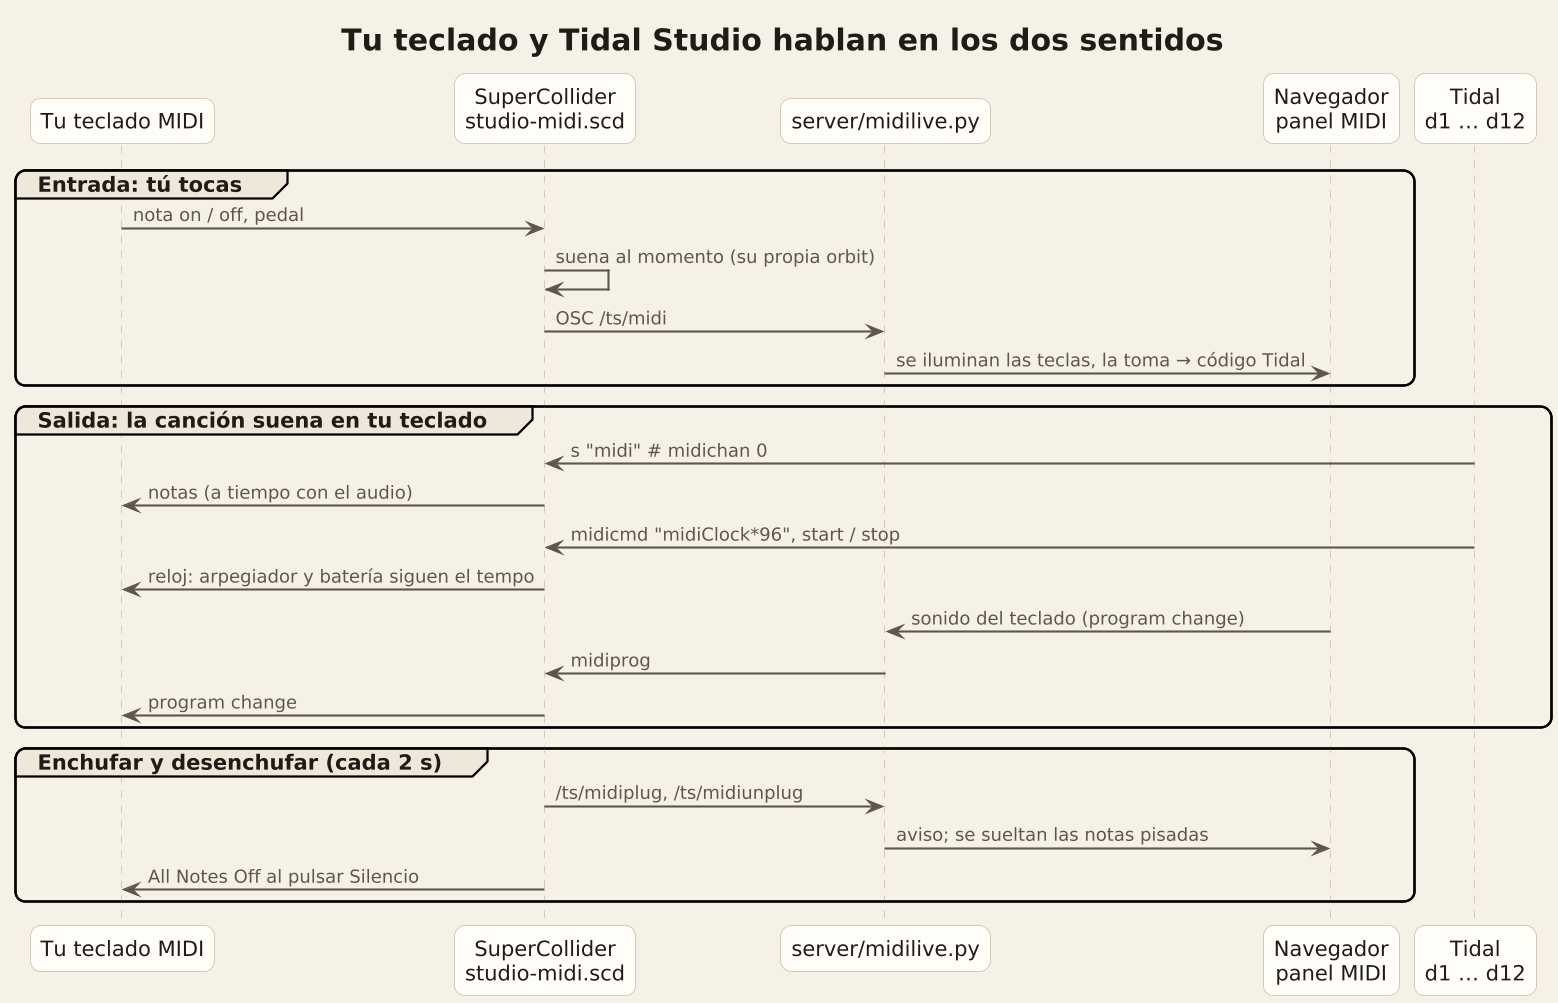 Tu teclado y Tidal Studio hablan en los dos sentidos
Tu teclado MIDI
SuperCollider
studio-midi.scd
server/midilive.py
Navegador
panel MIDI
Tidal
d1 … d12
Entrada: tú tocas
nota on / off, pedal
suena al momento (su propia orbit)
OSC /ts/midi
se iluminan las teclas, la toma → código Tidal
Salida: la canción suena en tu teclado
s "midi" # midichan 0
notas (a tiempo con el audio)
midicmd "midiClock*96", start / stop
reloj: arpegiador y batería siguen el tempo
sonido del teclado (program change)
midiprog
program change
Enchufar y desenchufar (cada 2 s)
/ts/midiplug, /ts/midiunplug
aviso; se sueltan las notas pisadas
All Notes Off al pulsar Silencio
Tu teclado MIDI
SuperCollider
studio-midi.scd
server/midilive.py
Navegador
panel MIDI
Tidal
d1 … d12